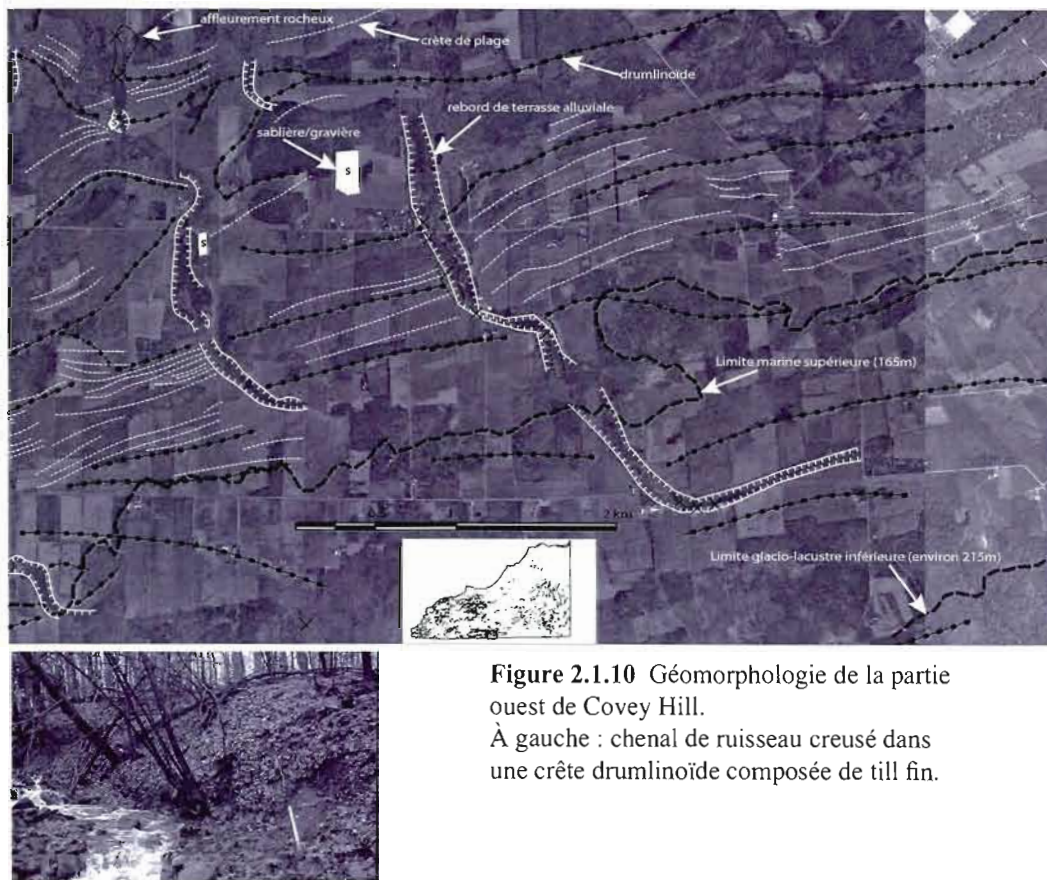 affleurement rocheux
crête de plage
drumlinoïde
rebord de terrasse alluviale
sablière/gravière
s
s
Limite marine supérieure (165m)
2 km
Limite glacio-lacustre inférieure (environ 215m)
Figure 2.1.10 Géomorphologie de la partie
ouest de Covey Hill.
À gauche : chenal de ruisseau creusé dans
une crête drumlinoïde composée de till fin.